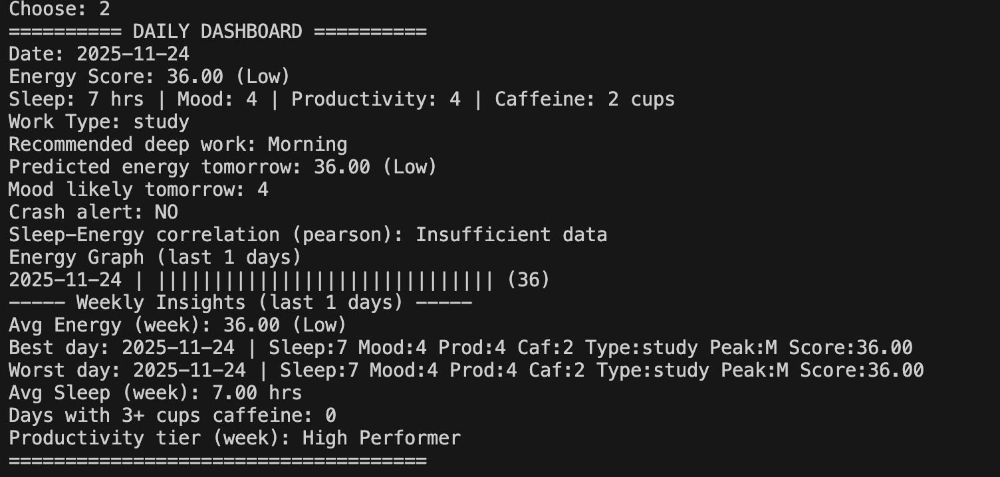 Choose: 2
========== DAILY DASHBOARD ==========
Date: 2025-11-24
Energy Score: 36.00 (Low)
Sleep: 7 hrs | Mood: 4 | Productivity: 4 | Caffeine: 2 cups
Work Type: study
Recommended deep work: Morning
Predicted energy tomorrow: 36.00 (Low)
Mood likely tomorrow: 4
Crash alert: NO
Sleep-Energy correlation (pearson): Insufficient data
Energy Graph (last 1 days)
2025-11-24 | |||||||||||||||||||||||||||||| (36)
----- Weekly Insights (last 1 days) -----
Avg Energy (week): 36.00 (Low)
Best day: 2025-11-24 | Sleep:7 Mood:4 Prod:4 Caf:2 Type:study Peak:M Score:36.00
Worst day: 2025-11-24 | Sleep:7 Mood:4 Prod:4 Caf:2 Type:study Peak:M Score:36.00
Avg Sleep (week): 7.00 hrs
Days with 3+ cups caffeine: 0
Productivity tier (week): High Performer
=====================================